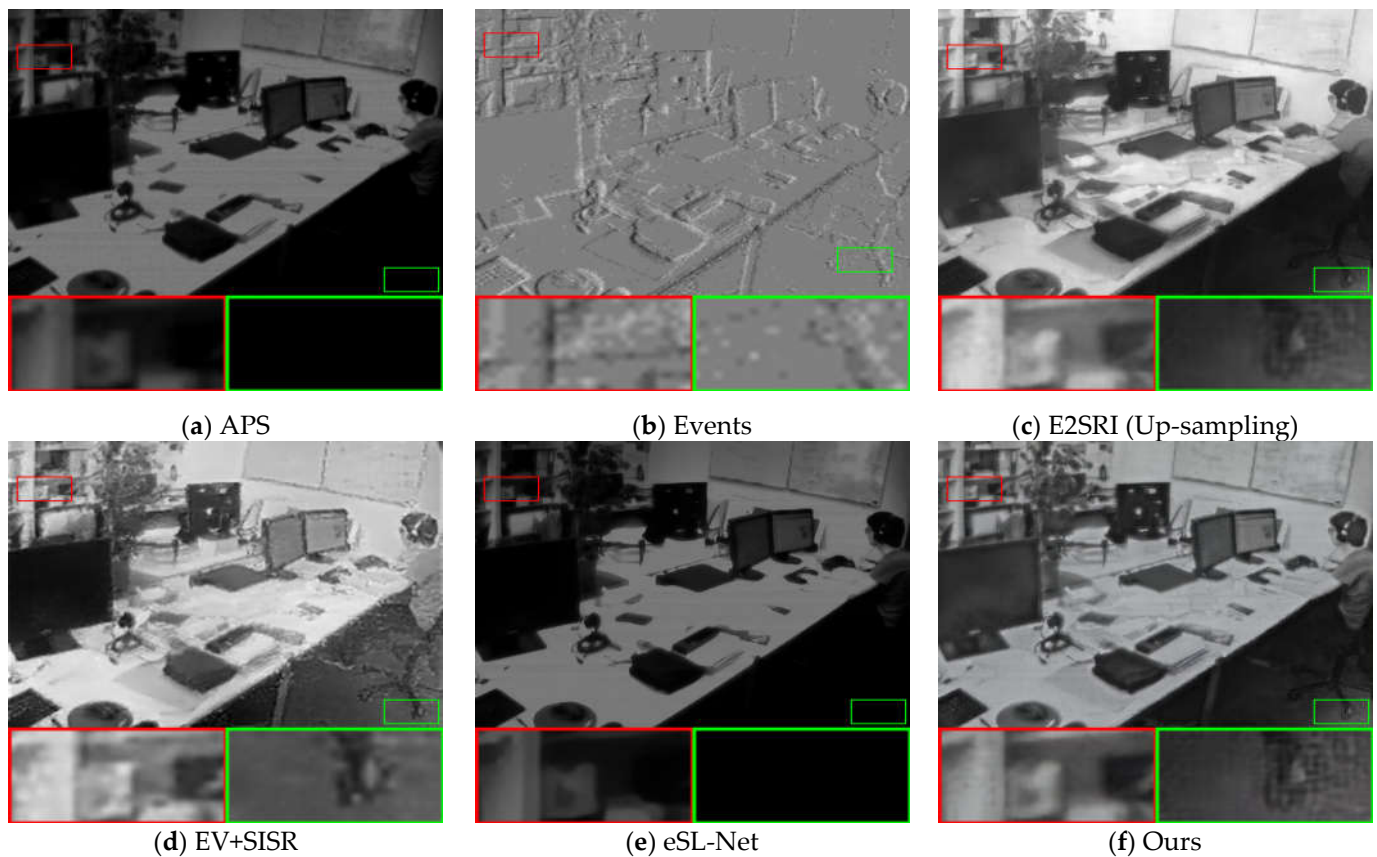 (a) APS
(b) Events
(c) E2SRI (Up-sampling)
(d) EV+SISR
(e) eSL-Net
(f) Ours